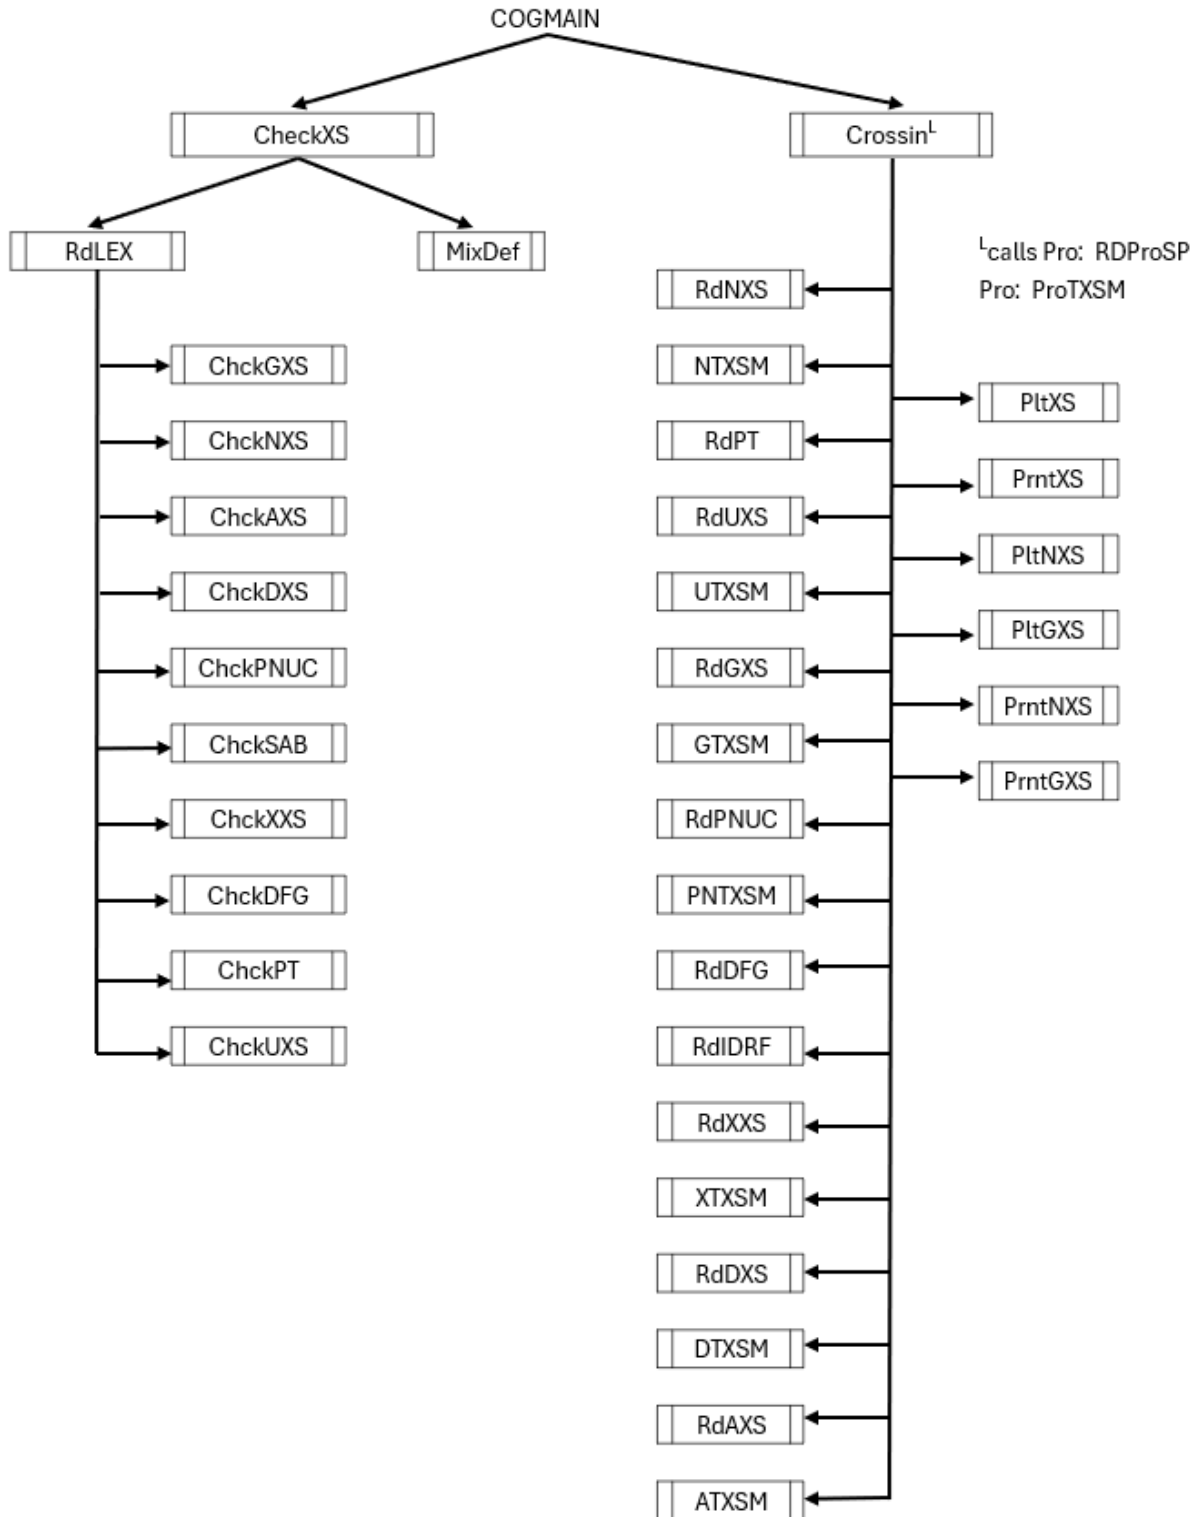 COGMAIN
CheckXS
Crossin^L
RdLEX
MixDef
^Lcalls Pro: RDProSP
Pro: ProTXSM
RdNXS
ChckGXS
NTXSM
PltXS
ChckNXS
RdPT
PrntXS
ChckAXS
RdUXS
PltNXS
ChckDXS
UTXSM
PltGXS
ChckPNUC
RdGXS
PrntNXS
ChckSAB
GTXSM
PrntGXS
ChckXXS
RdPNUC
ChckDFG
PNTXSM
ChckPT
RdDFG
ChckUXS
RdIDRF
RdXXS
XTXSM
RdDXS
DTXSM
RdAXS
ATXSM